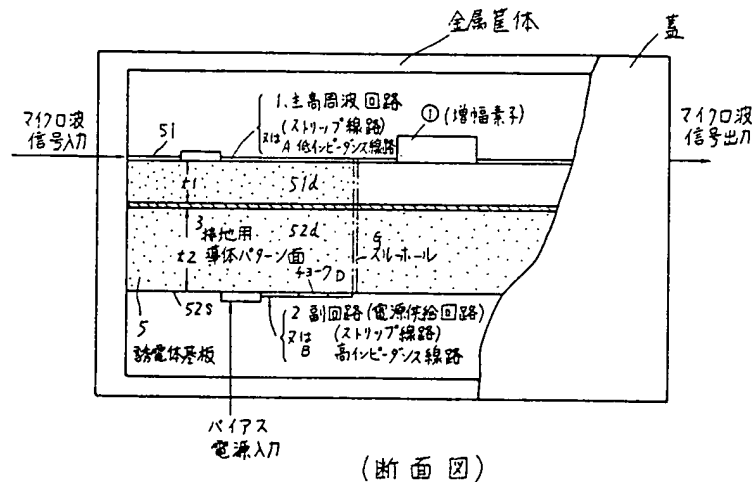 金属筐体
蓋
マイクロ波
信号入力
51
1.主高周波回路
(ストリップ線路)
又は
A 低インピーダンス線路
① (増幅素子)
マイクロ波
信号出力
t1
51d
3
接地用
導体パターン面
52d
t2
G
スルーホール
チョークD
52s
5
誘電体基板
2 副回路(電源供給回路)
(ストリップ線路)
又は
B
高インピーダンス線路
バイアス
電源入力
(断面図)